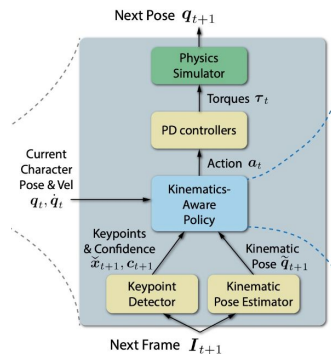 Next Pose q_{t+1}
Physics
Simulator
Torques τ_t
PD controllers
Action a_t
Current
Character
Pose & Vel
q_t, q̇_t
Kinematics-
Aware
Policy
Keypoints
& Confidence
x̌_{t+1}, c_{t+1}
Kinematic
Pose q̃_{t+1}
Keypoint
Detector
Kinematic
Pose Estimator
Next Frame I_{t+1}